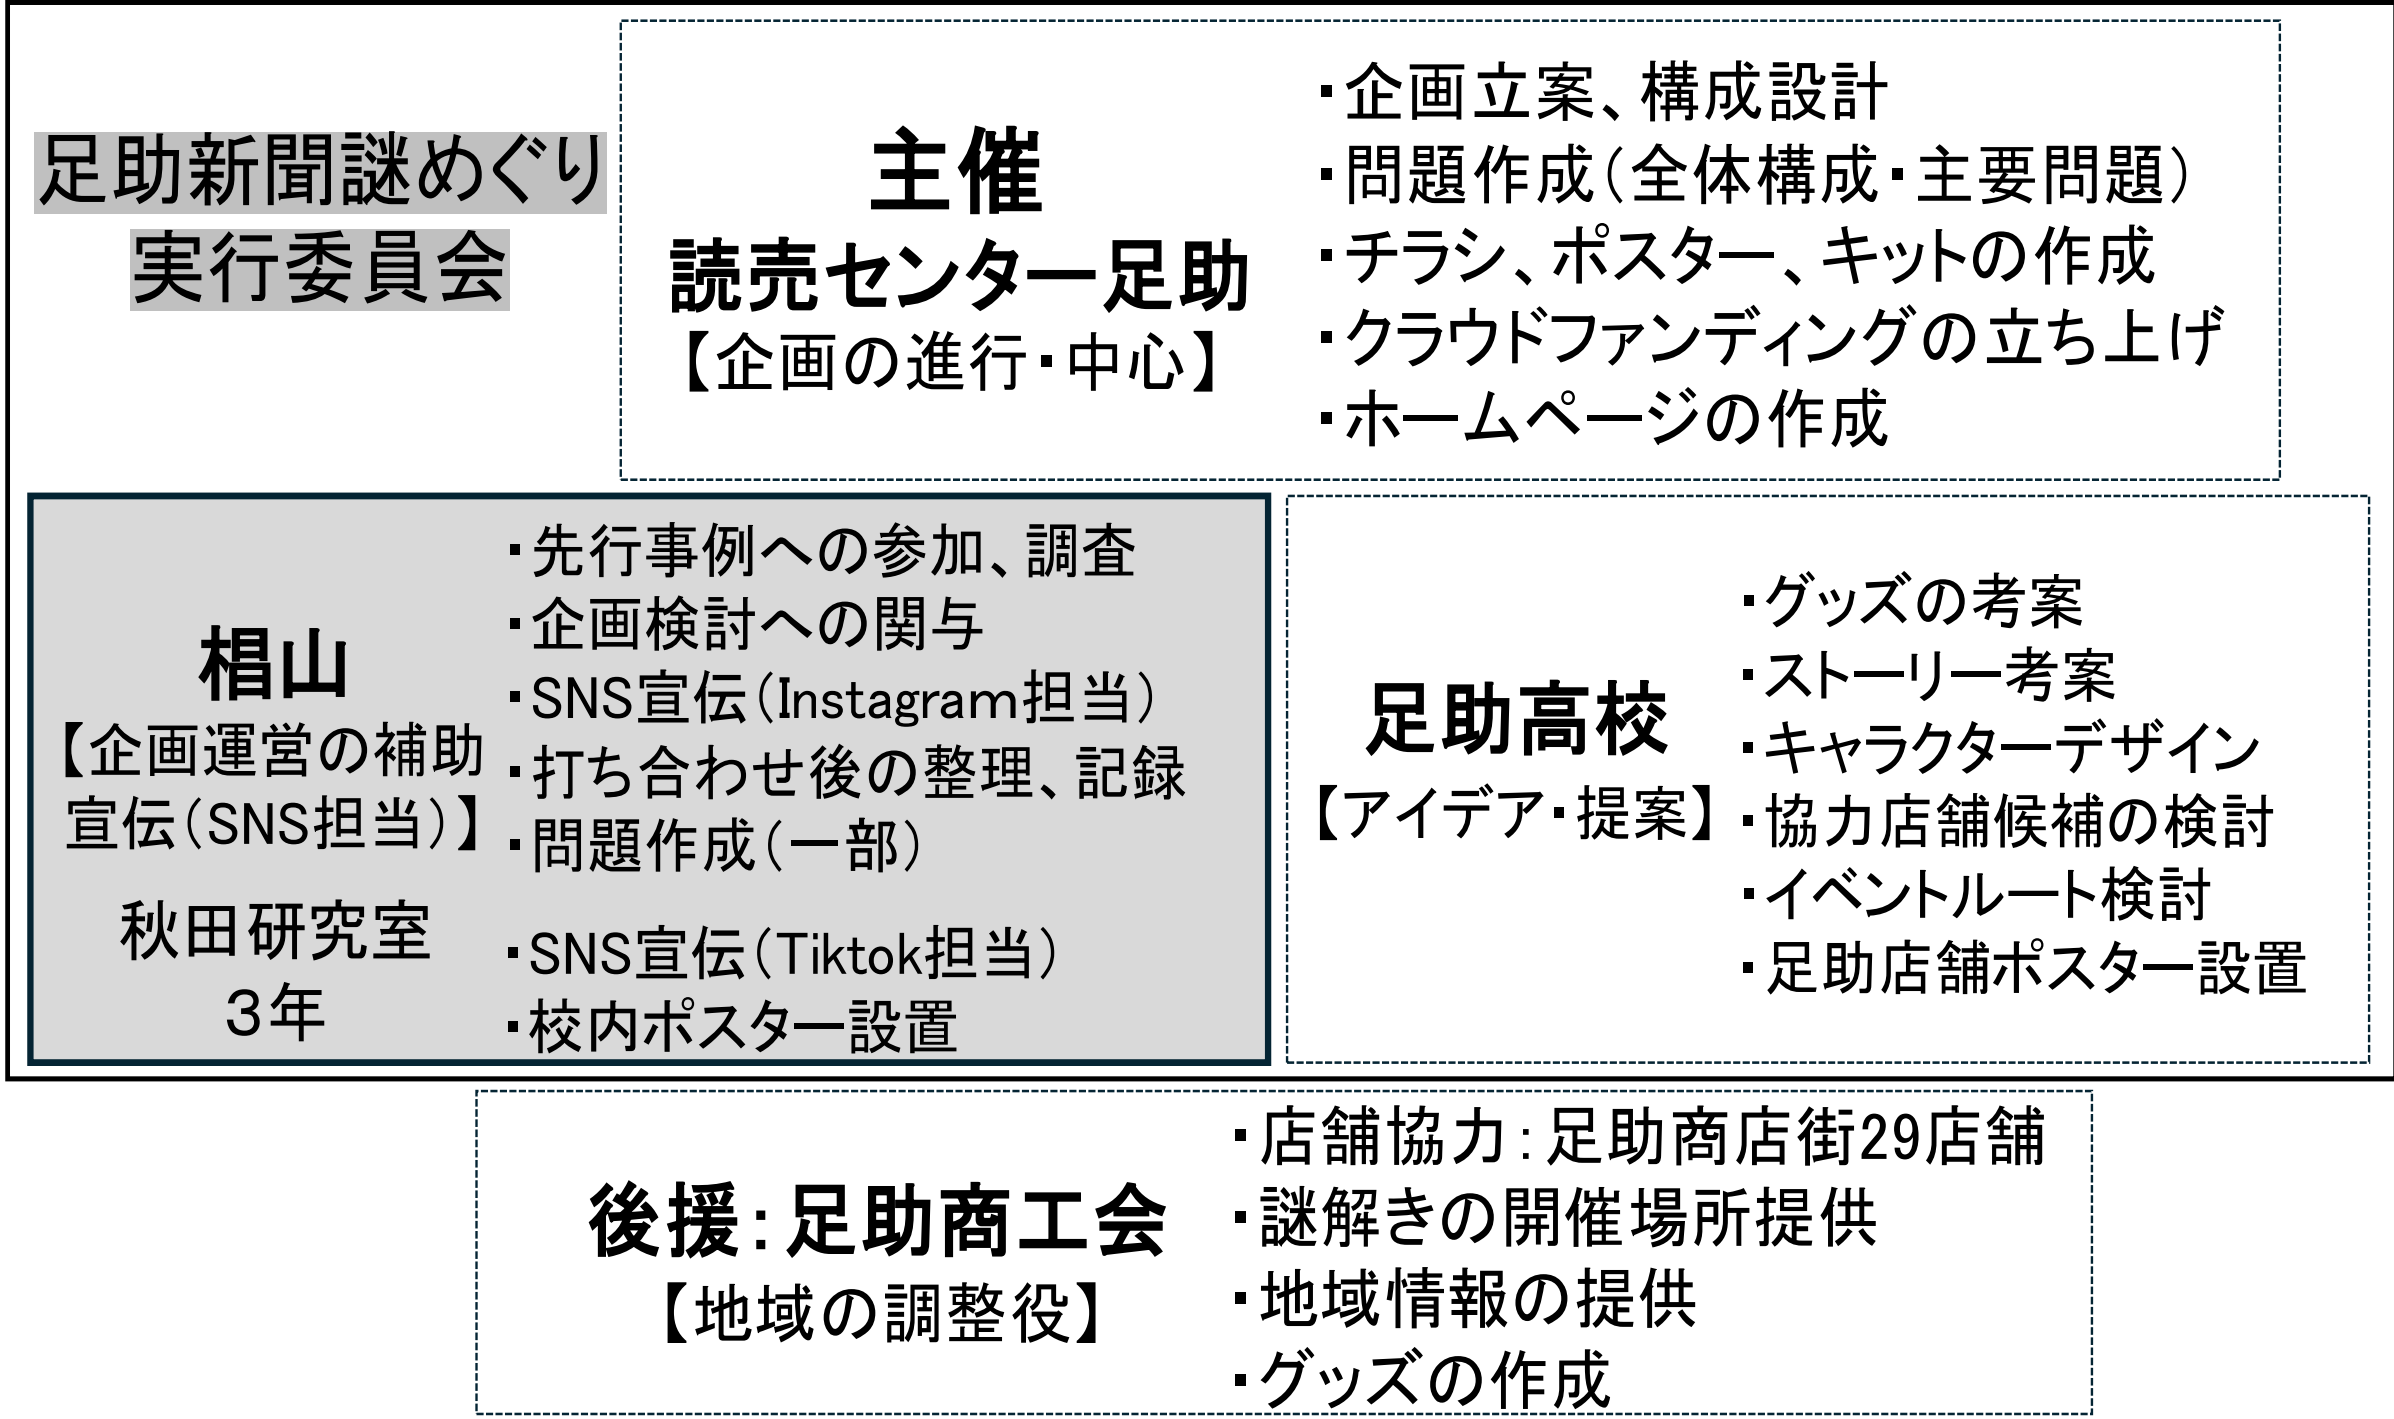 足助新聞謎めぐり
実行委員会
主催
読売センター足助
【企画の進行・中心】
・企画立案、構成設計
・問題作成（全体構成・主要問題）
・チラシ、ポスター、キットの作成
・クラウドファンディングの立ち上げ
・ホームページの作成
椙山
【企画運営の補助
宣伝（SNS担当）】
・先行事例への参加、調査
・企画検討への関与
・SNS宣伝（Instagram担当）
・打ち合わせ後の整理、記録
・問題作成（一部）
秋田研究室
３年
・SNS宣伝（Tiktok担当）
・校内ポスター設置
足助高校
【アイデア・提案】
・グッズの考案
・ストーリー考案
・キャラクターデザイン
・協力店舗候補の検討
・イベントルート検討
・足助店舗ポスター設置
後援：足助商工会
【地域の調整役】
・店舗協力：足助商店街29店舗
・謎解きの開催場所提供
・地域情報の提供
・グッズの作成